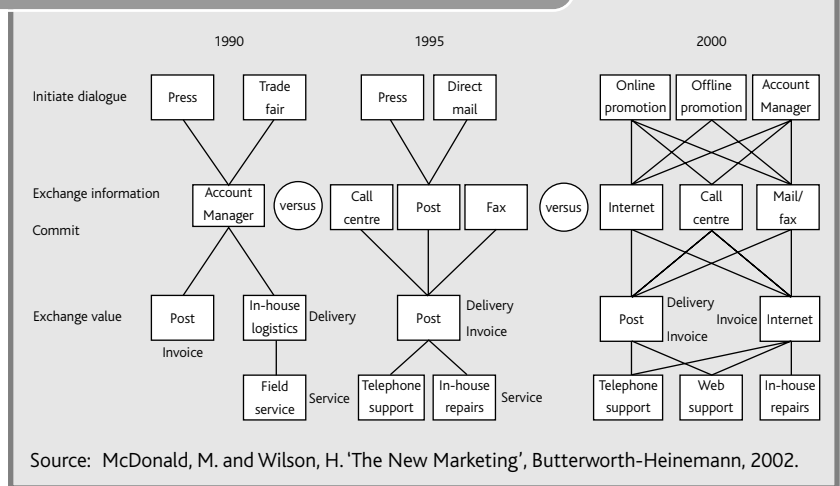 1990 1995 2000
Initiate dialogue
Press
Trade
fair
Press
Direct
mail
Online
promotion
Offline
promotion
Account
Manager
Exchange information
Commit
Account
Manager
versus
Call
centre
Post
Fax
versus
Internet
Call
centre
Mail/
fax
Exchange value
Post
Invoice
In-house
logistics
Delivery
Post
Delivery
Invoice
Post
Delivery
Invoice
Invoice
Internet
Field
service
Service
Telephone
support
In-house
repairs
Service
Telephone
support
Web
support
In-house
repairs
Source: McDonald, M. and Wilson, H. ‘The New Marketing’, Butterworth-Heinemann, 2002.